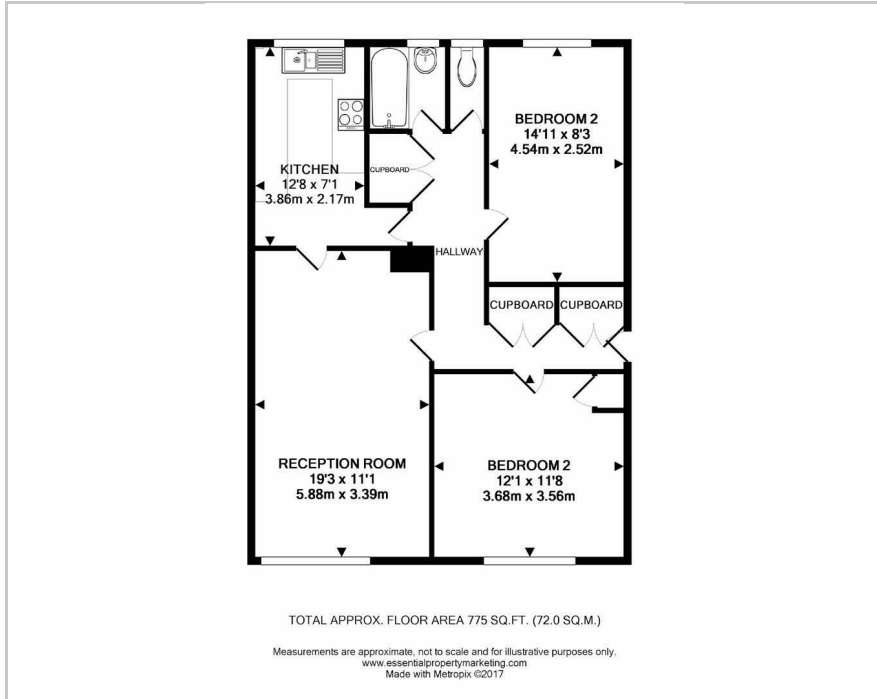 KITCHEN
12'8 x 7'1
3.86m x 2.17m
CUPBOARD
BEDROOM 2
14'11 x 8'3
4.54m x 2.52m
HALLWAY
CUPBOARD
CUPBOARD
RECEPTION ROOM
19'3 x 11'1
5.88m x 3.39m
BEDROOM 2
12'1 x 11'8
3.68m x 3.56m
TOTAL APPROX. FLOOR AREA 775 SQ.FT. (72.0 SQ.M.)
Measurements are approximate, not to scale and for illustrative purposes only.
www.essentialpropertymarketing.com
Made with Metropix ©2017